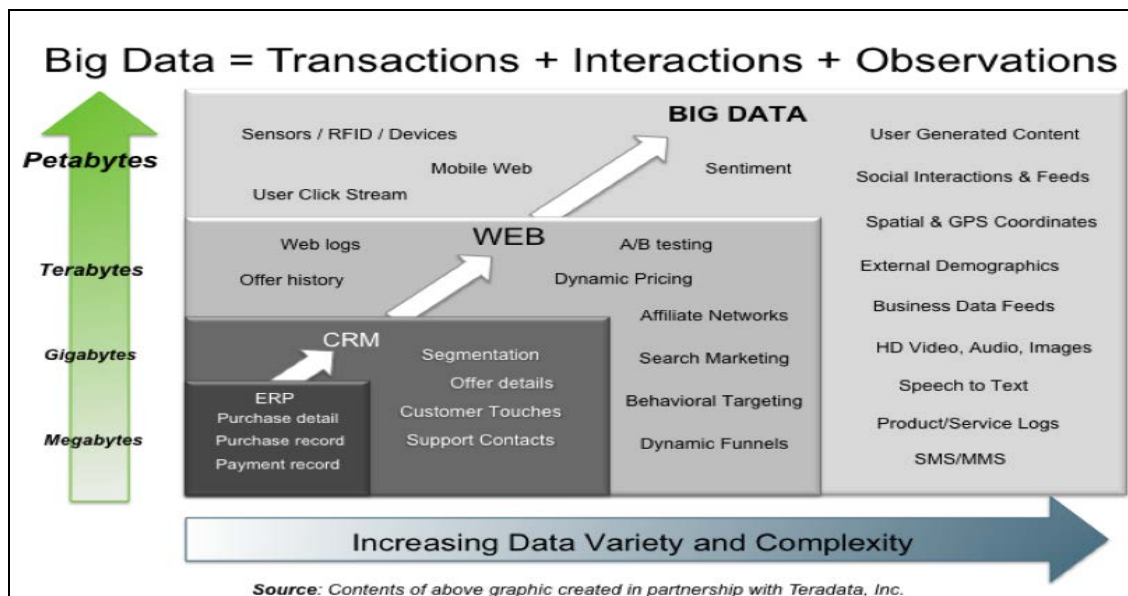 Big Data = Transactions + Interactions + Observations
Petabytes
Terabytes
Gigabytes
Megabytes
BIG DATA
Sensors / RFID / Devices
Mobile Web
Sentiment
User Click Stream
User Generated Content
Social Interactions & Feeds
Spatial & GPS Coordinates
External Demographics
Business Data Feeds
HD Video, Audio, Images
Speech to Text
Product/Service Logs
SMS/MMS
WEB
Web logs
A/B testing
Offer history
Dynamic Pricing
Affiliate Networks
Search Marketing
Behavioral Targeting
Dynamic Funnels
CRM
Segmentation
Offer details
Customer Touches
Support Contacts
ERP
Purchase detail
Purchase record
Payment record
Increasing Data Variety and Complexity
Source: Contents of above graphic created in partnership with Teradata, Inc.